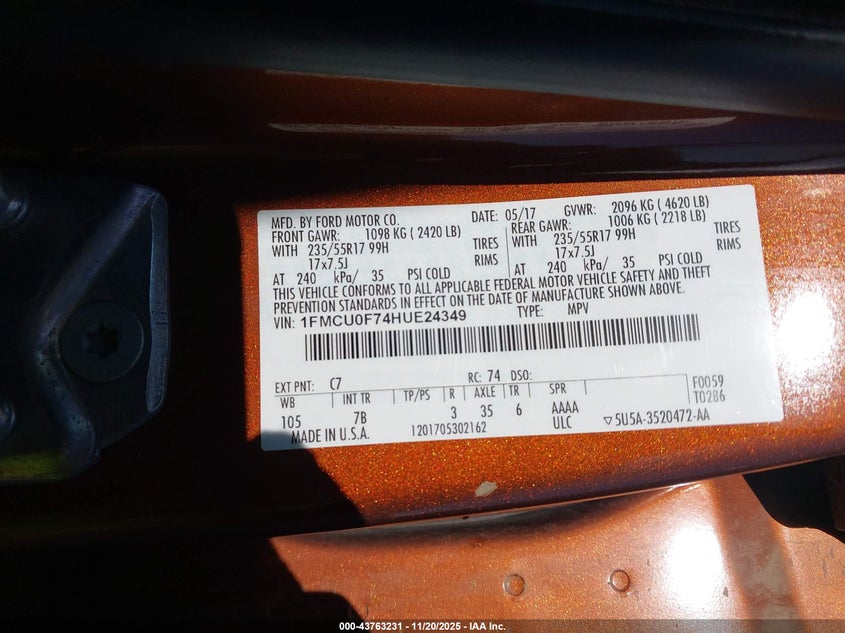 MFD. BY FORD MOTOR CO. DATE: 05/17 GVWR: 2096 KG ( 4620 LB)
FRONT GAWR: 1098 KG ( 2420 LB) REAR GAWR: 1006 KG ( 2218 LB)
WITH 235/55R17 99H TIRES WITH 235/55R17 99H TIRES
17x7.5J RIMS 17x7.5J RIMS
AT 240 kPa/ 35 PSI COLD AT 240 kPa/ 35 PSI COLD
THIS VEHICLE CONFORMS TO ALL APPLICABLE FEDERAL MOTOR VEHICLE SAFETY AND THEFT
PREVENTION STANDARDS IN EFFECT ON THE DATE OF MANUFACTURE SHOWN ABOVE.
VIN: 1FMCU0F74HUE24349 TYPE: MPV
EXT PNT: C7 RC: 74 DSO: F0059
WB INT TR TP/PS R AXLE TR SPR T0286
105 7B 3 35 6 AAAA
MADE IN U.S.A. 1201705302162 ULC ▽5U5A-3520472-AA
000-43763231 - 11/20/2025 - IAA Inc.